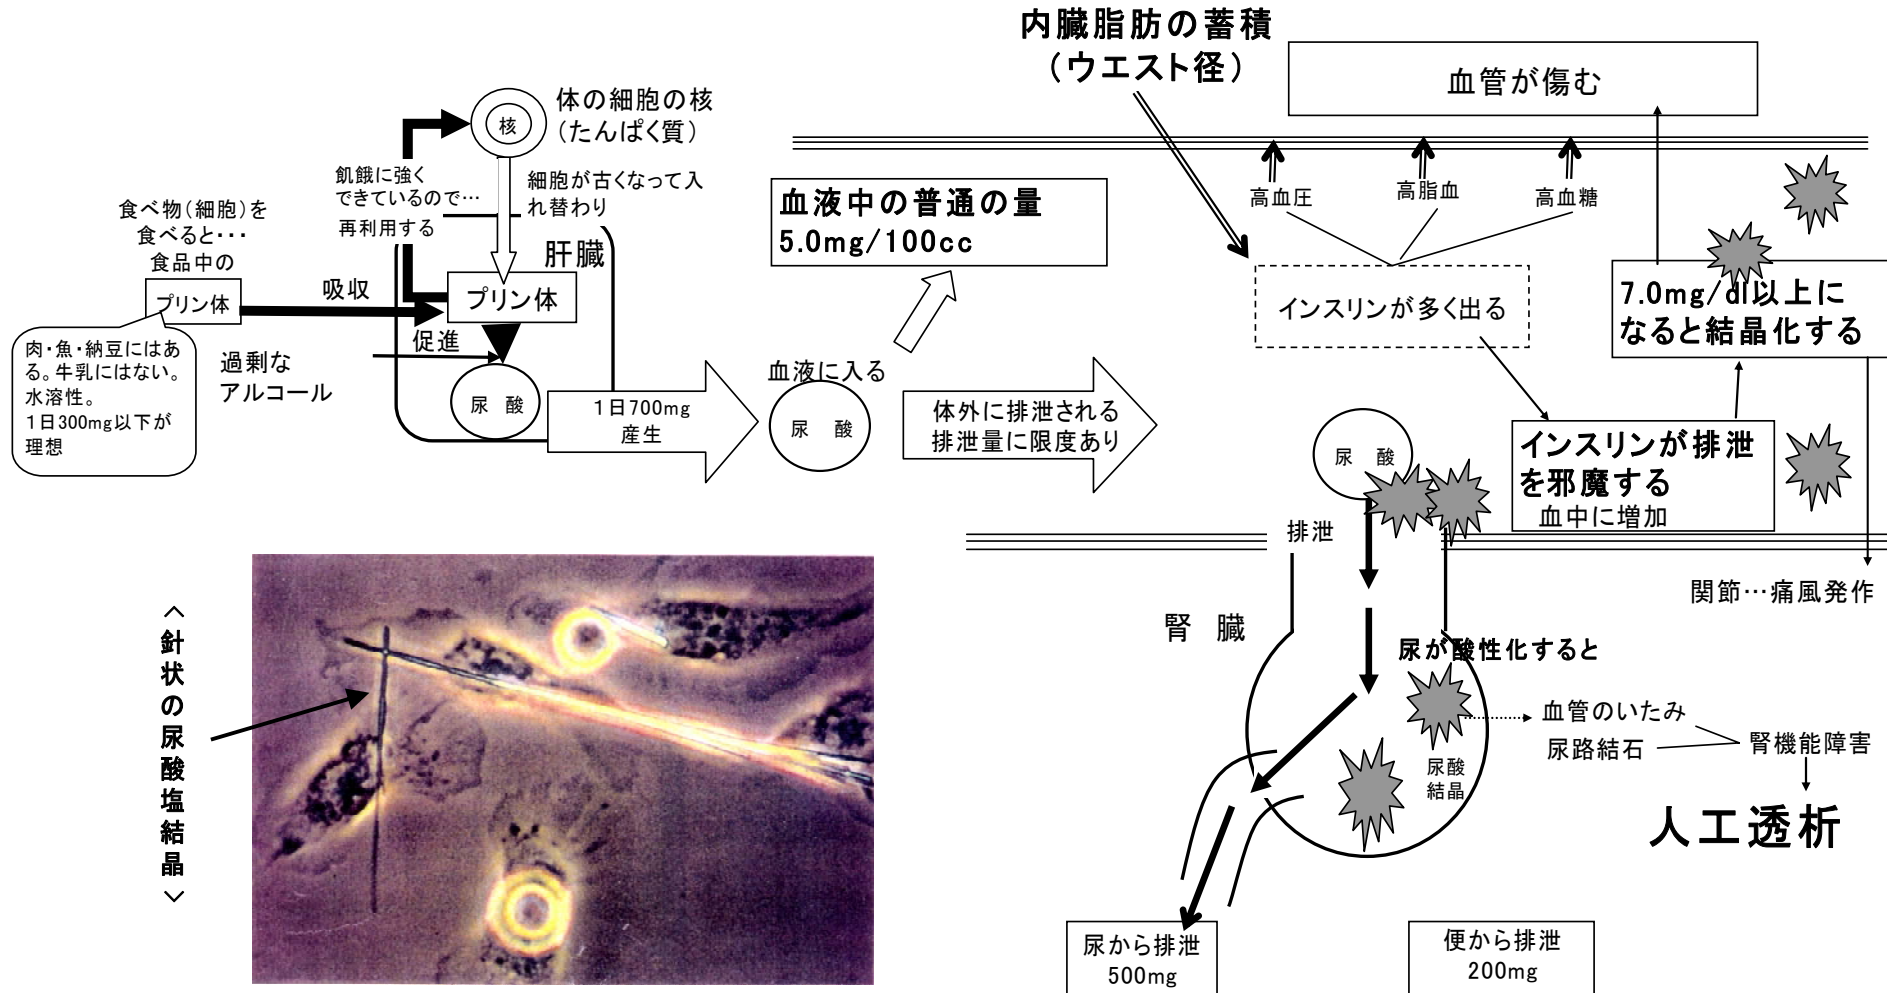 内臓脂肪の蓄積
（ウエスト径）
血管が傷む
核
体の細胞の核
（たんぱく質）
飢餓に強く
できているので…
再利用する
細胞が古くなって入
れ替わり
食べ物（細胞）を
食べると・・・
食品中の
プリン体
吸収
肝臓
プリン体
促進
過剰な
アルコール
肉・魚・納豆にはあ
る。牛乳にはない。
水溶性。
1日300mg以下が
理想
尿　酸
1日700mg
産生
血液中の普通の量
5.0mg/100cc
血液に入る
尿　酸
体外に排泄される
排泄量に限度あり
高血圧
高脂血
高血糖
インスリンが多く出る
7.0mg/dl以上に
なると結晶化する
インスリンが排泄
を邪魔する
血中に増加
尿　酸
排泄
関節…痛風発作
腎　臓
尿が酸性化すると
血管のいたみ
尿路結石
腎機能障害
尿酸
結晶
人工透析
尿から排泄
500mg
便から排泄
200mg
〈針状の尿酸塩結晶〉